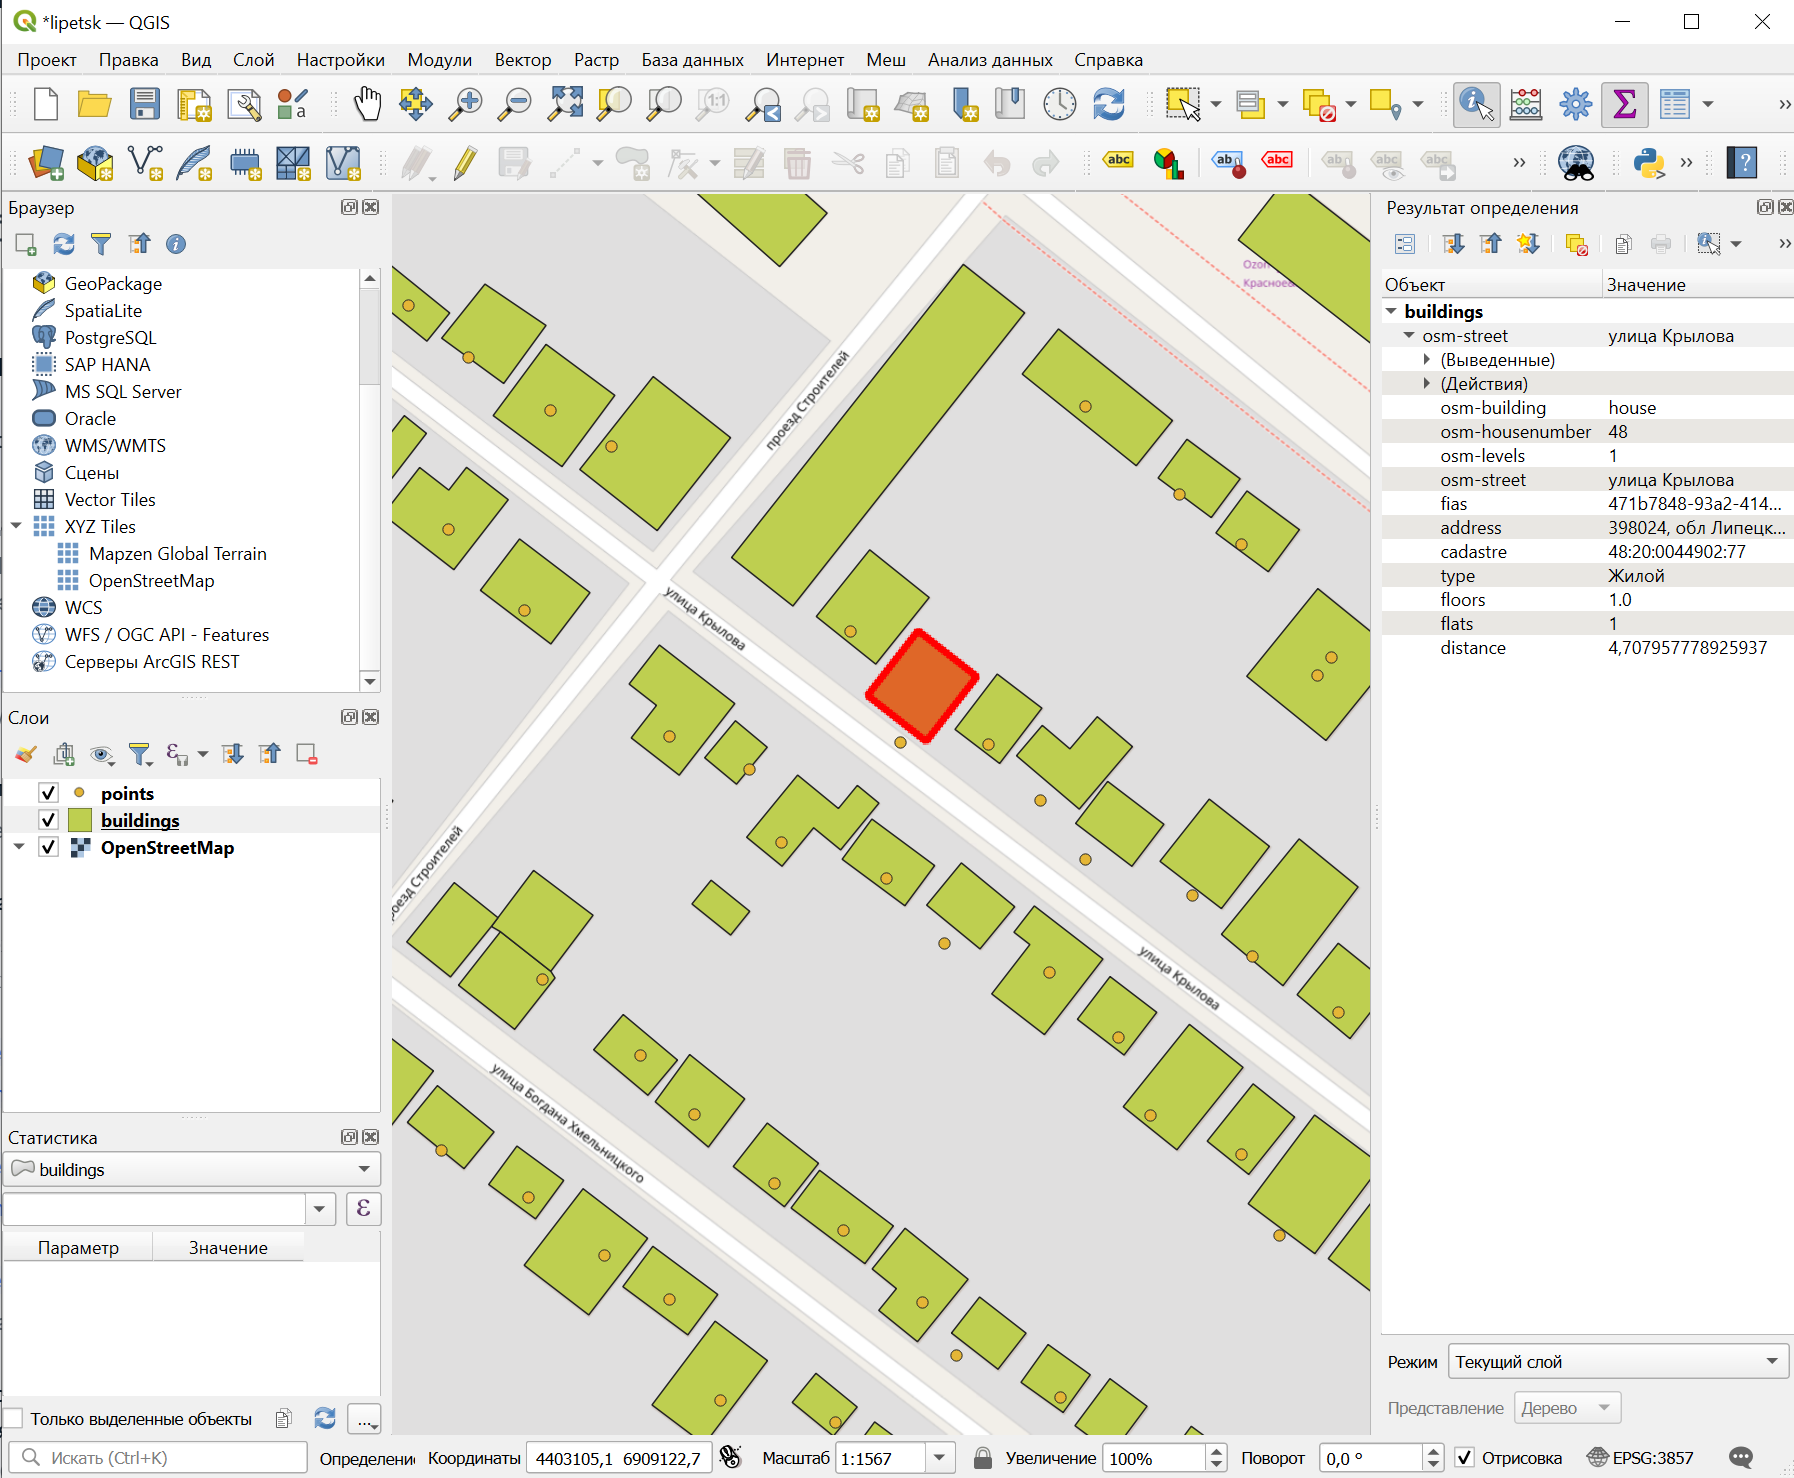 *lipetsk — QGIS
Проект Правка Вид Слой Настройки Модули Вектор Растр База данных Интернет Меш Анализ данных Справка
Браузер
GeoPackage
SpatiaLite
PostgreSQL
SAP HANA
MS SQL Server
Oracle
WMS/WMTS
Сцены
Vector Tiles
XYZ Tiles
Mapzen Global Terrain
OpenStreetMap
WCS
WFS / OGC API - Features
Серверы ArcGIS REST
Слои
points
buildings
OpenStreetMap
Статистика
buildings
Параметр Значение
Только выделенные объекты
проезд Строителей
улица Крылова
роезд Строителей
улица Крылова
улица Богдана Хмельницкого
Ozon
Результат определения
Объект Значение
buildings
osm-street улица Крылова
(Выведенные)
(Действия)
osm-building house
osm-housenumber 48
osm-levels 1
osm-street улица Крылова
fias 471b7848-93a2-414...
address 398024, обл Липецк...
cadastre 48:20:0044902:77
type Жилой
floors 1.0
flats 1
distance 4,707957778925937
Режим Текущий слой
Представление Дерево
Искать (Ctrl+K) Определени Координаты 4403105,1 6909122,7 Масштаб 1:1567 Увеличение 100% Поворот 0,0 ° Отрисовка EPSG:3857